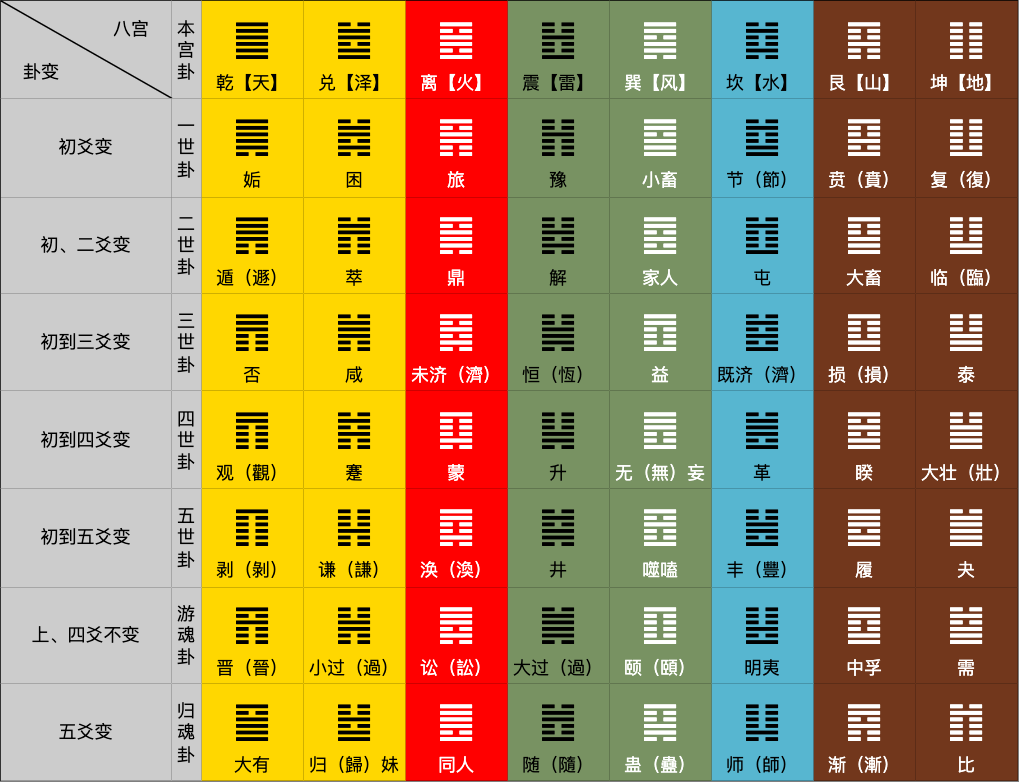 八宫
卦变
本宫卦
乾【天】
兑【泽】
离【火】
震【雷】
巽【风】
坎【水】
艮【山】
坤【地】
初爻变
一世卦
姤
困
旅
豫
小畜
节（節）
贲（賁）
复（復）
初、二爻变
二世卦
遁（遯）
萃
鼎
解
家人
屯
大畜
临（臨）
初到三爻变
三世卦
否
咸
未济（濟）
恒（恆）
益
既济（濟）
损（損）
泰
初到四爻变
四世卦
观（觀）
蹇
蒙
升
无（無）妄
革
睽
大壮（壯）
初到五爻变
五世卦
剥（剝）
谦（謙）
涣（渙）
井
噬嗑
丰（豐）
履
夬
上、四爻不变
游魂卦
晋（晉）
小过（過）
讼（訟）
大过（過）
颐（頤）
明夷
中孚
需
五爻变
归魂卦
大有
归（歸）妹
同人
随（隨）
蛊（蠱）
师（師）
渐（漸）
比